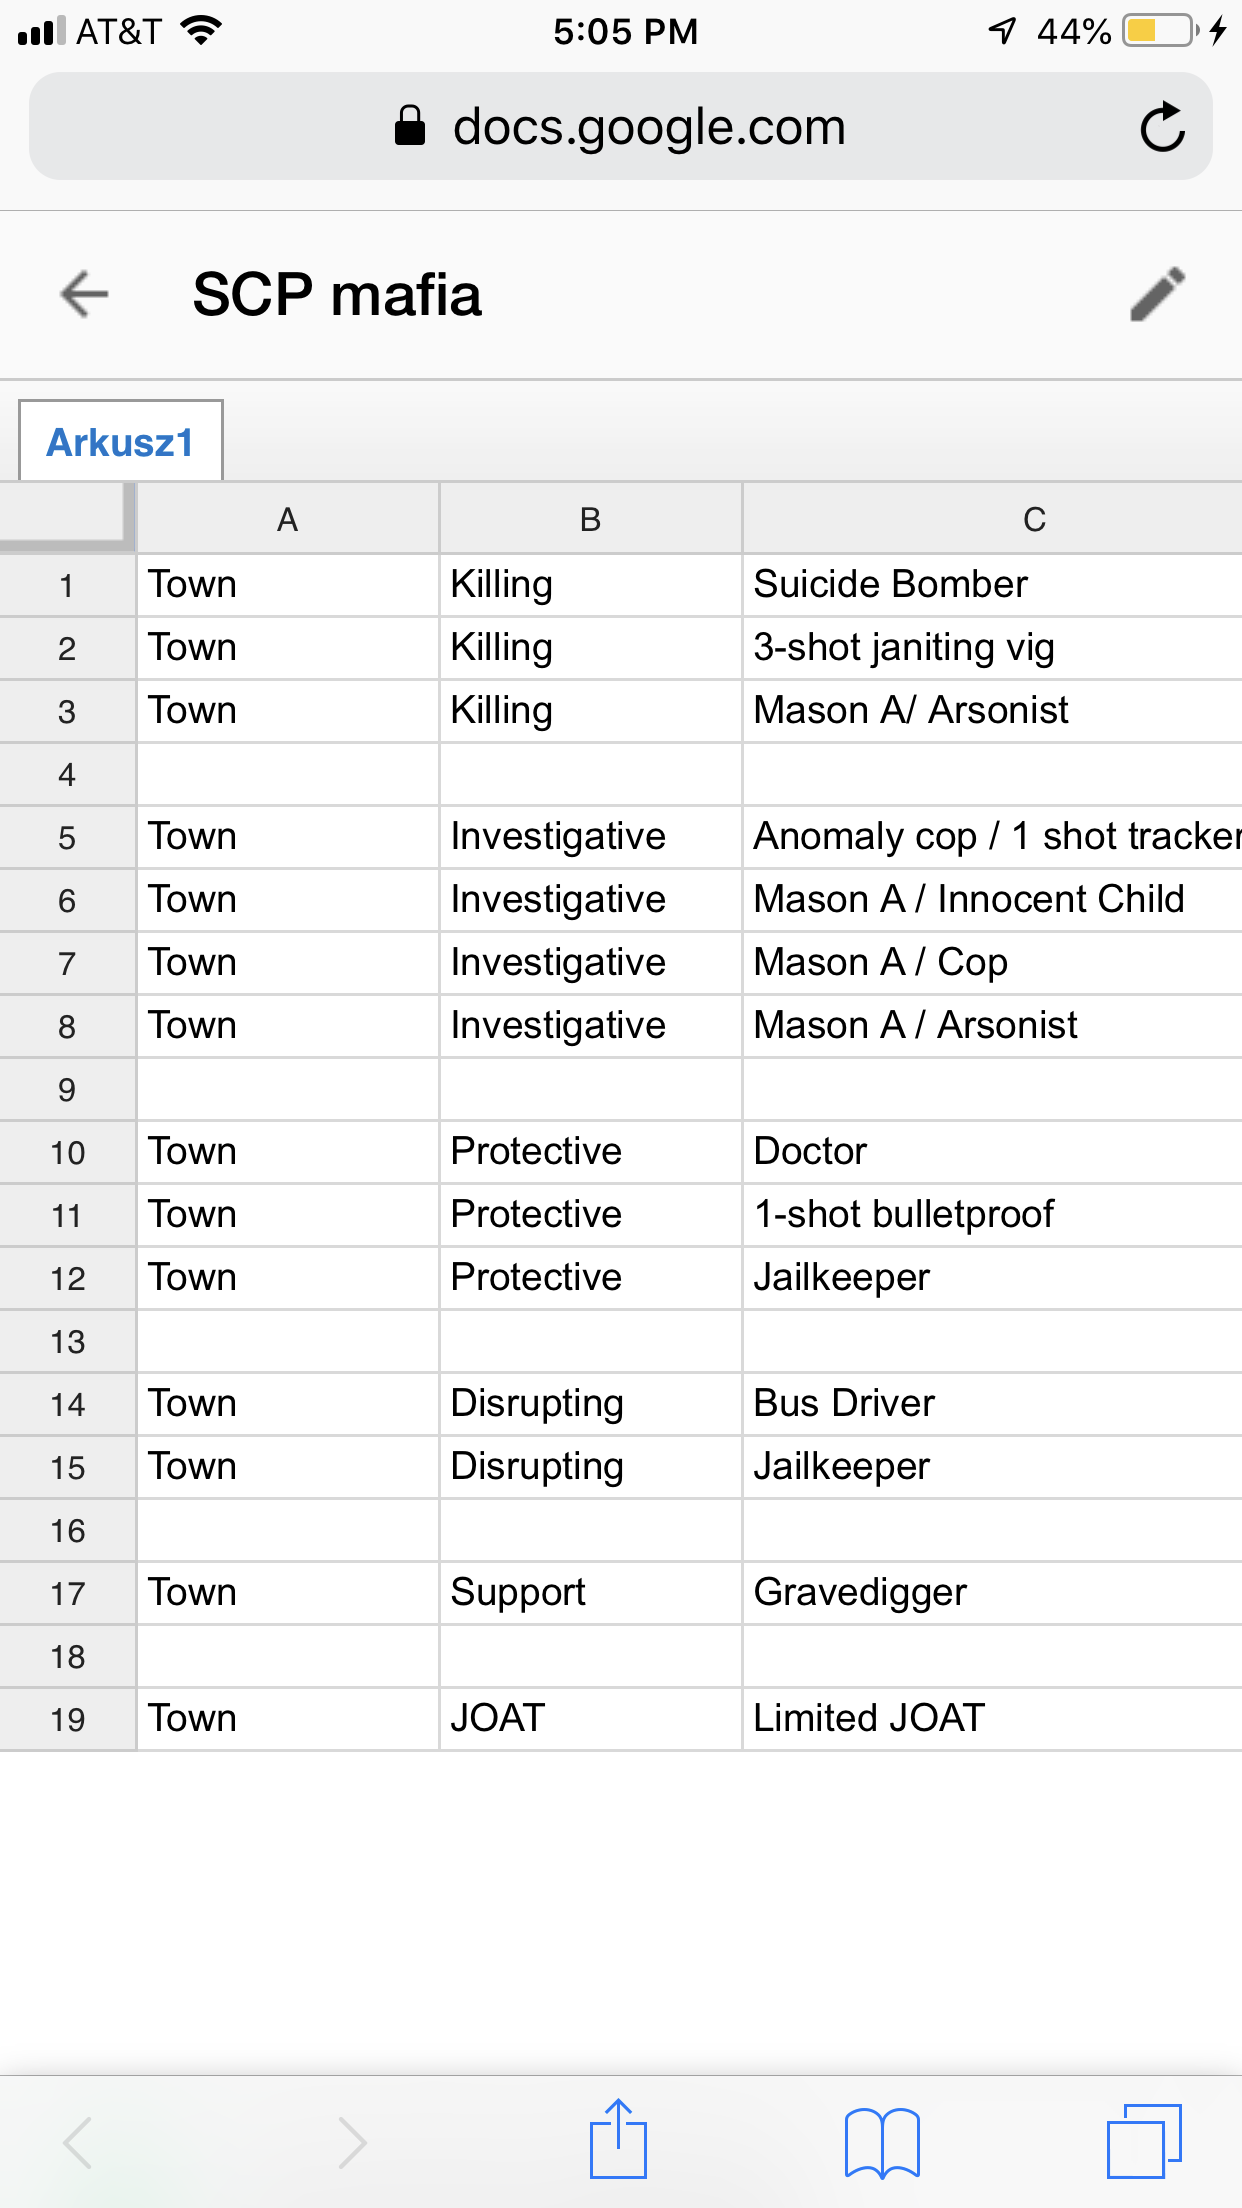 AT&T 5:05 PM 44%
docs.google.com
SCP mafia
Arkusz1
A B C
1 Town Killing Suicide Bomber
2 Town Killing 3-shot janiting vig
3 Town Killing Mason A/ Arsonist
4
5 Town Investigative Anomaly cop / 1 shot tracker
6 Town Investigative Mason A / Innocent Child
7 Town Investigative Mason A / Cop
8 Town Investigative Mason A / Arsonist
9
10 Town Protective Doctor
11 Town Protective 1-shot bulletproof
12 Town Protective Jailkeeper
13
14 Town Disrupting Bus Driver
15 Town Disrupting Jailkeeper
16
17 Town Support Gravedigger
18
19 Town JOAT Limited JOAT